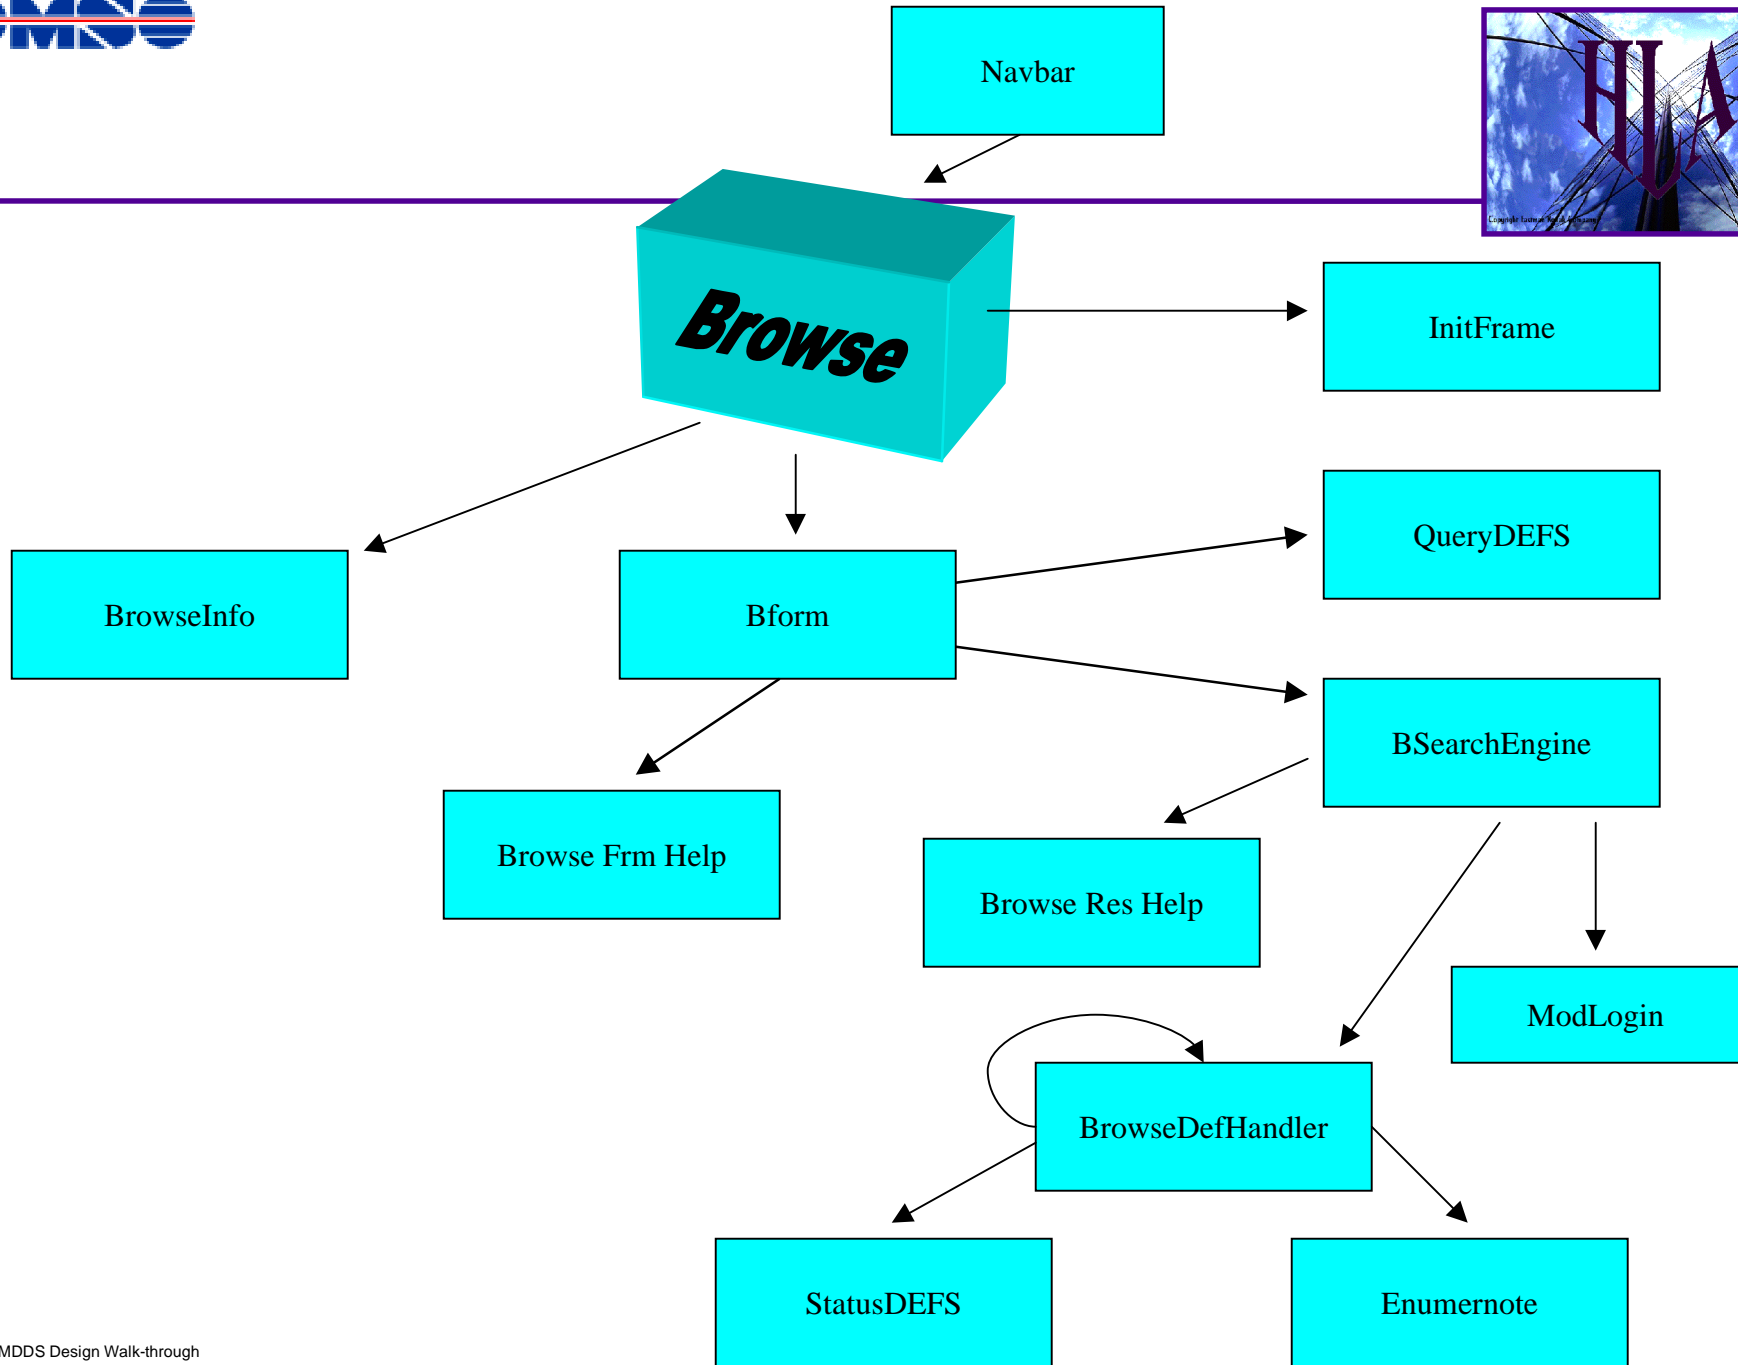 Navbar
HLA
Browse
InitFrame
QueryDEFS
BrowseInfo
Bform
BSearchEngine
Browse Frm Help
Browse Res Help
ModLogin
BrowseDefHandler
StatusDEFS
Enumernote
MDDS Design Walk-through